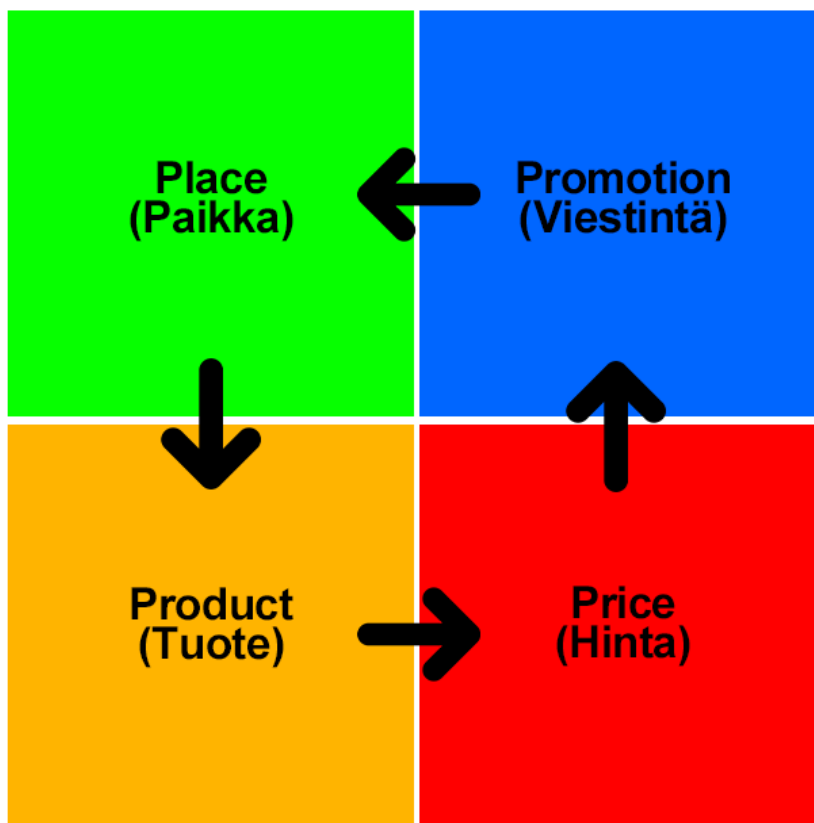 Place
(Paikka)
Promotion
(Viestintä)
Product
(Tuote)
Price
(Hinta)